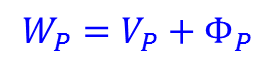 W_P = V_P + Φ_P